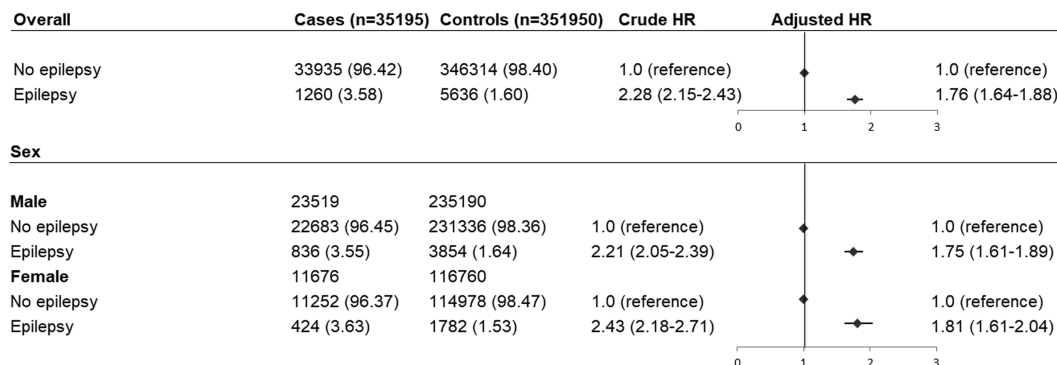 Overall Cases (n=35195) Controls (n=351950) Crude HR Adjusted HR
No epilepsy 33935 (96.42) 346314 (98.40) 1.0 (reference) 1.0 (reference)
Epilepsy 1260 (3.58) 5636 (1.60) 2.28 (2.15-2.43) 1.76 (1.64-1.88)
0 1 2 3
Sex
Male 23519 235190
No epilepsy 22683 (96.45) 231336 (98.36) 1.0 (reference) 1.0 (reference)
Epilepsy 836 (3.55) 3854 (1.64) 2.21 (2.05-2.39) 1.75 (1.61-1.89)
Female 11676 116760
No epilepsy 11252 (96.37) 114978 (98.47) 1.0 (reference) 1.0 (reference)
Epilepsy 424 (3.63) 1782 (1.53) 2.43 (2.18-2.71) 1.81 (1.61-2.04)
0 1 2 3